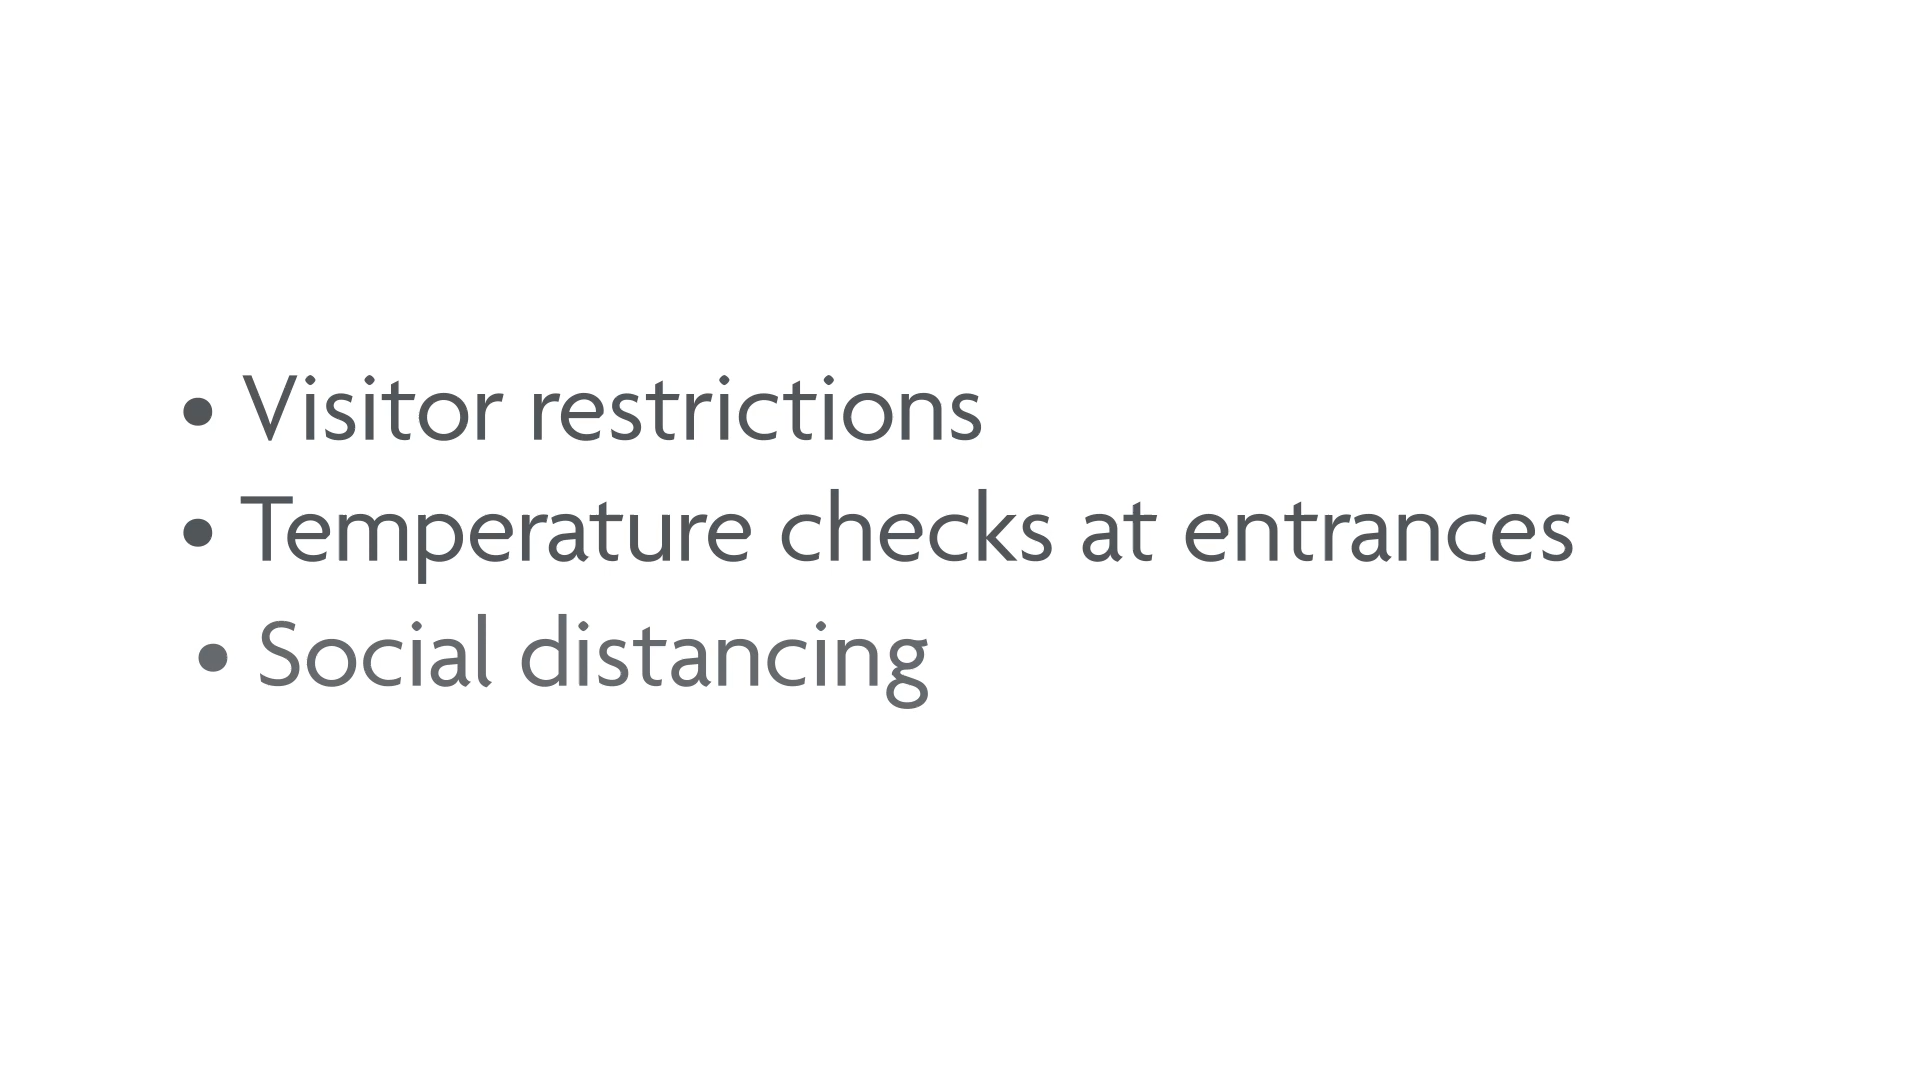 • Visitor restrictions
• Temperature checks at entrances
• Social distancing